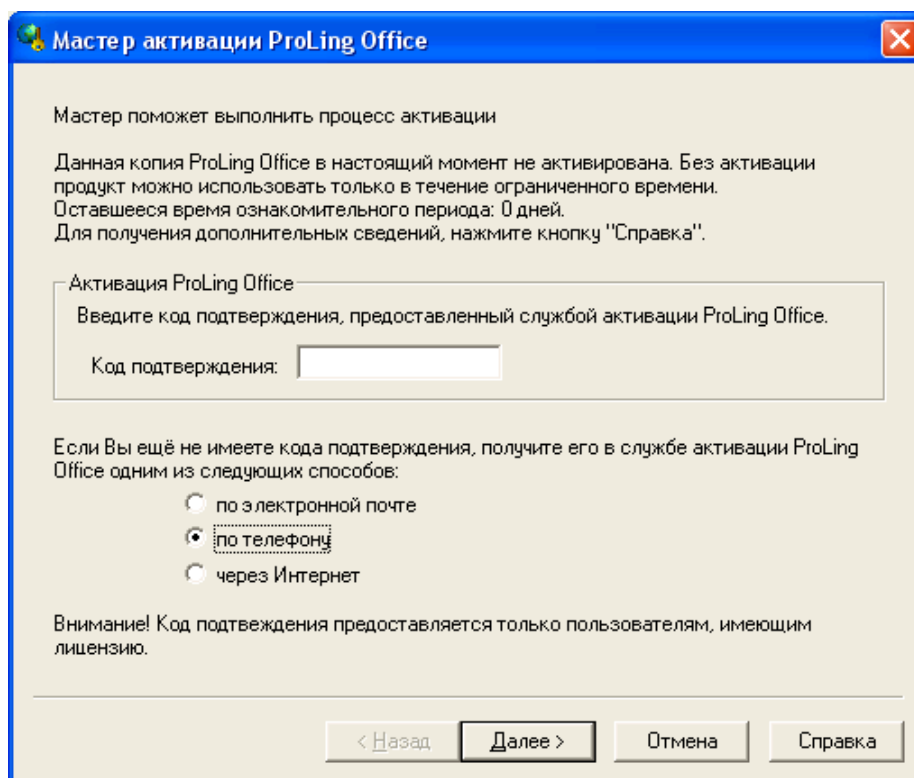 Мастер активации ProLing Office
Мастер поможет выполнить процесс активации
Данная копия ProLing Office в настоящий момент не активирована. Без активации
продукт можно использовать только в течение ограниченного времени.
Оставшееся время ознакомительного периода: 0 дней.
Для получения дополнительных сведений, нажмите кнопку "Справка".
Активация ProLing Office
Введите код подтверждения, предоставленный службой активации ProLing Office.
Код подтверждения:
Если Вы ещё не имеете кода подтверждения, получите его в службе активации ProLing
Office одним из следующих способов:
по электронной почте
по телефону
через Интернет
Внимание! Код подтвеждения предоставляется только пользователям, имеющим
лицензию.
< Назад Далее > Отмена Справка